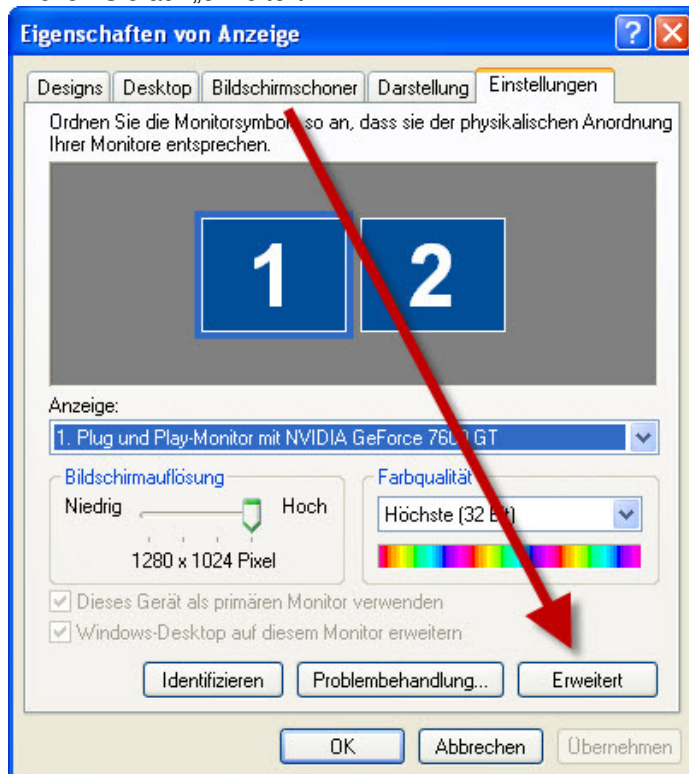 Eigenschaften von Anzeige
Designs Desktop Bildschirmschoner Darstellung Einstellungen
Ordnen Sie die Monitorsymbole so an, dass sie der physikalischen Anordnung
Ihrer Monitore entsprechen.
1 2
Anzeige:
1. Plug und Play-Monitor mit NVIDIA GeForce 7600 GT
Bildschirmauflösung Farbqualität
Niedrig Hoch Höchste (32 Bit)
1280 x 1024 Pixel
Dieses Gerät als primären Monitor verwenden
Windows-Desktop auf diesem Monitor erweitern
Identifizieren Problembehandlung... Erweitert
OK Abbrechen Übernehmen